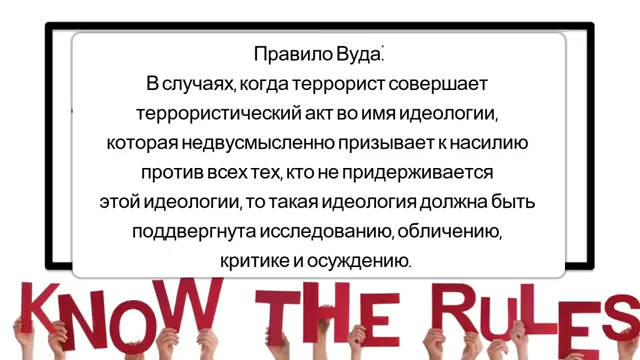 Правило Вуда:
В случаях, когда террорист совершает
террористический акт во имя идеологии,
которая недвусмысленно призывает к насилию
против всех тех, кто не придерживается
этой идеологии, то такая идеология должна быть
поддвергнута исследованию, обличению,
критике и осуждению.
KNOW THE RULES